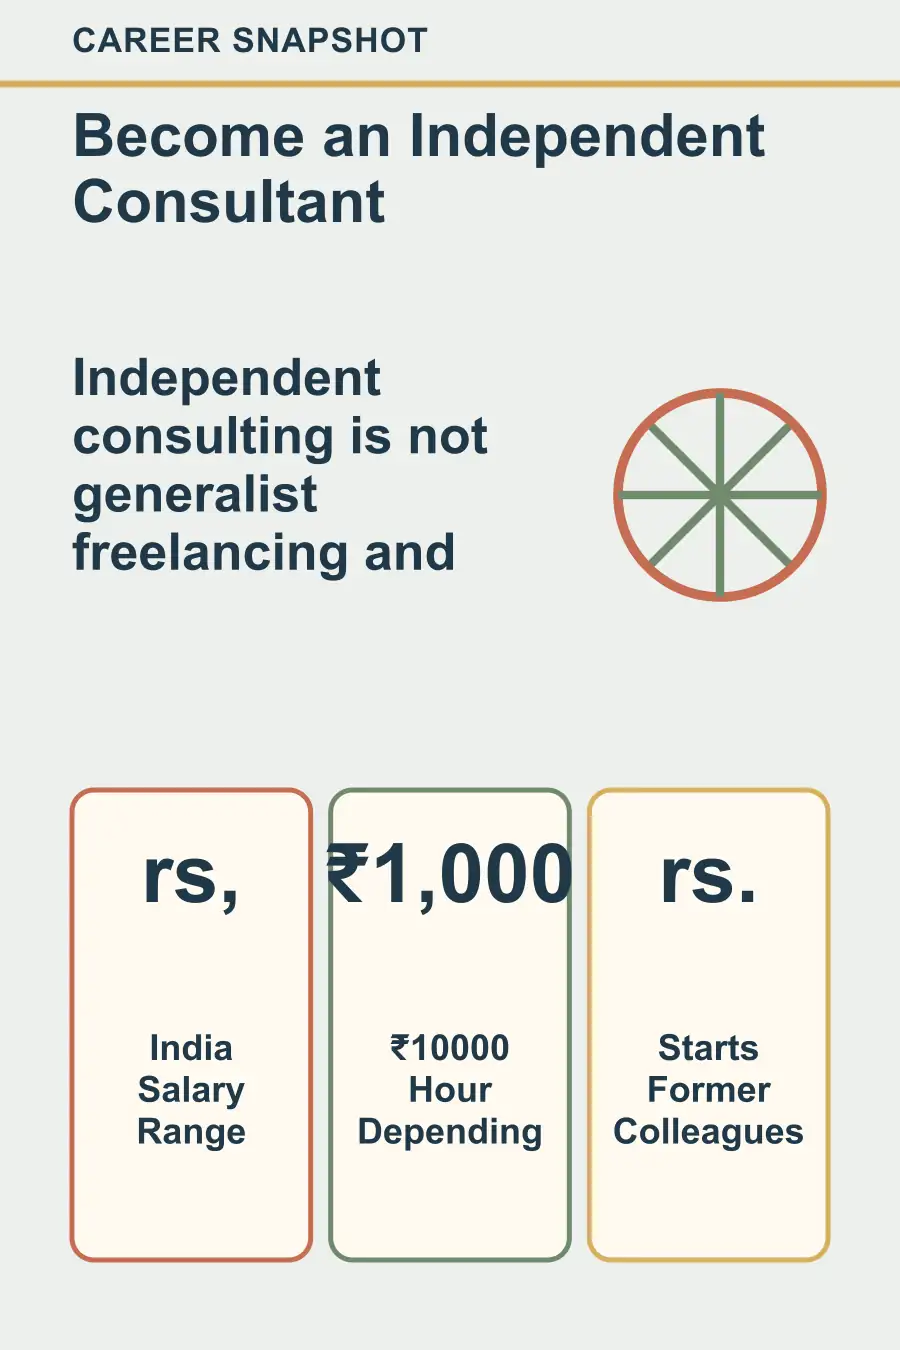 CAREER SNAPSHOT
Become an Independent
Consultant
Independent
consulting is not
generalist
freelancing and
rs,
India
Salary
Range
₹1,000
₹10000
Hour
Depending
rs.
Starts
Former
Colleagues